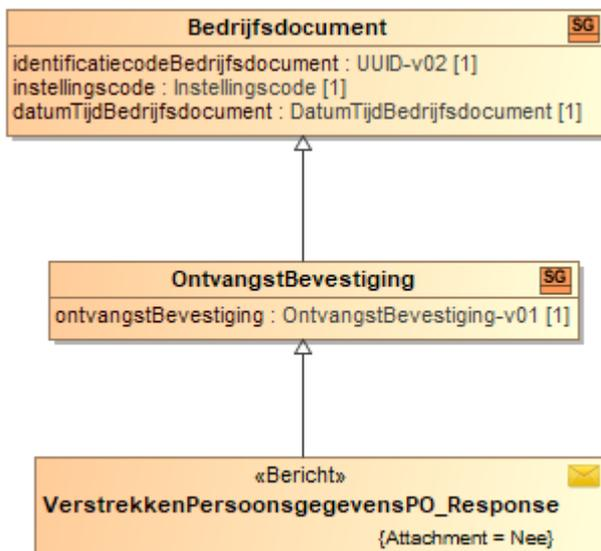 Bedrijfsdocument
SG
identificatiecodeBedrijfsdocument : UUID-v02 [1]
instellingscode : Instellingscode [1]
datumTijdBedrijfsdocument : DatumTijdBedrijfsdocument [1]
OntvangstBevestiging
SG
ontvangstBevestiging : OntvangstBevestiging-v01 [1]
«Bericht»
VerstrekkenPersoonsgegevensPO_Response
{Attachment = Nee}